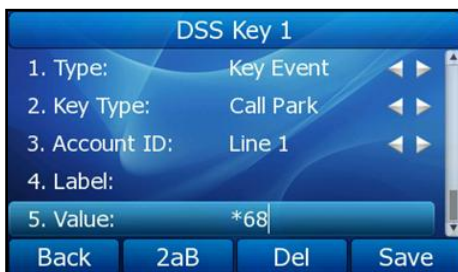 DSS Key 1
1. Type: Key Event
2. Key Type: Call Park
3. Account ID: Line 1
4. Label:
5. Value: *68
Back 2aB Del Save